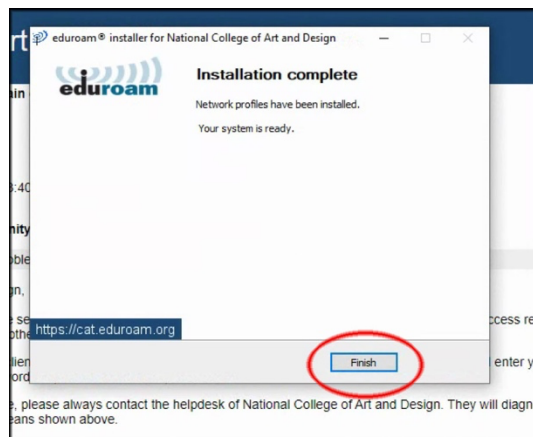 eduroam® installer for National College of Art and Design
eduroam
Installation complete
Network profiles have been installed.
Your system is ready.
https://cat.eduroam.org
Finish
please always contact the helpdesk of National College of Art and Design. They will
shown above.